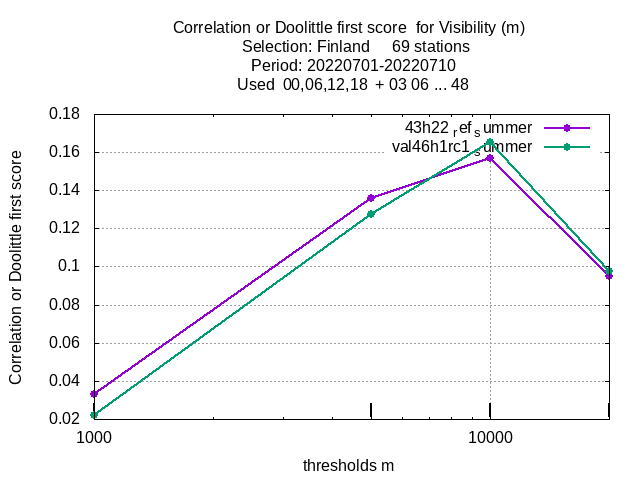 Correlation or Doolittle first score for Visibility (m)
Selection: Finland 69 stations
Period: 20220701-20220710
Used 00,06,12,18 + 03 06 ... 48
43h22 ref summer
val46h1rc1 summer
0.18
0.16
0.14
0.12
0.1
0.08
0.06
0.04
0.02
Correlation or Doolittle first score
1000
10000
thresholds m